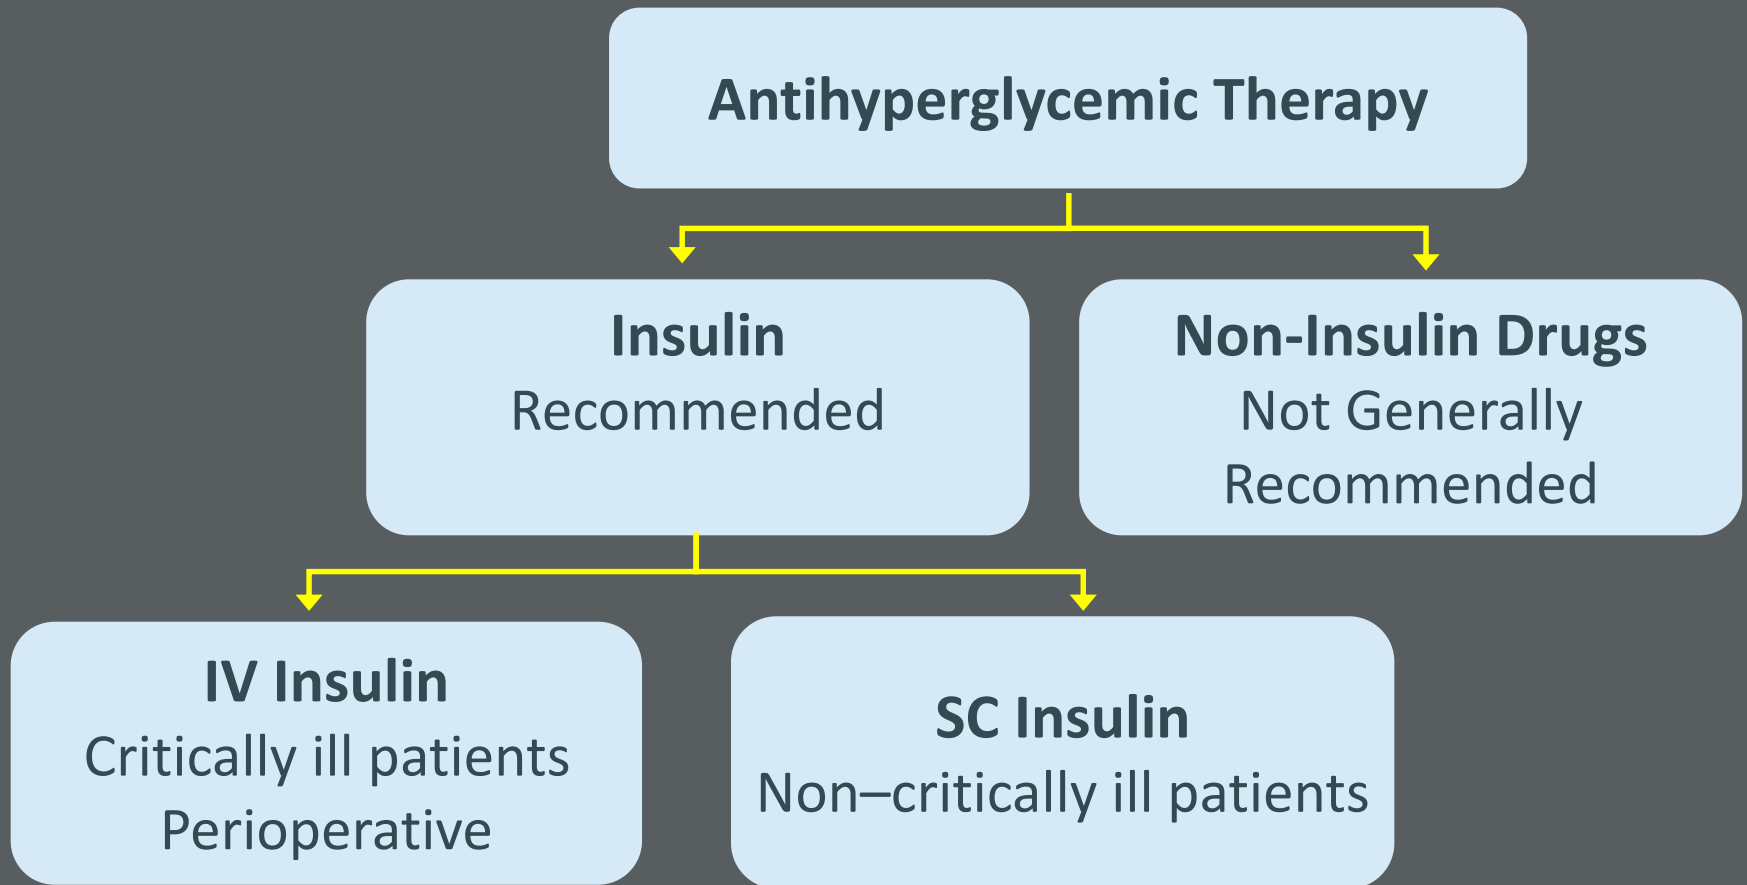 Antihyperglycemic Therapy
Insulin
Recommended
Non-Insulin Drugs
Not Generally
Recommended
IV Insulin
Critically ill patients
Perioperative
SC Insulin
Non–critically ill patients